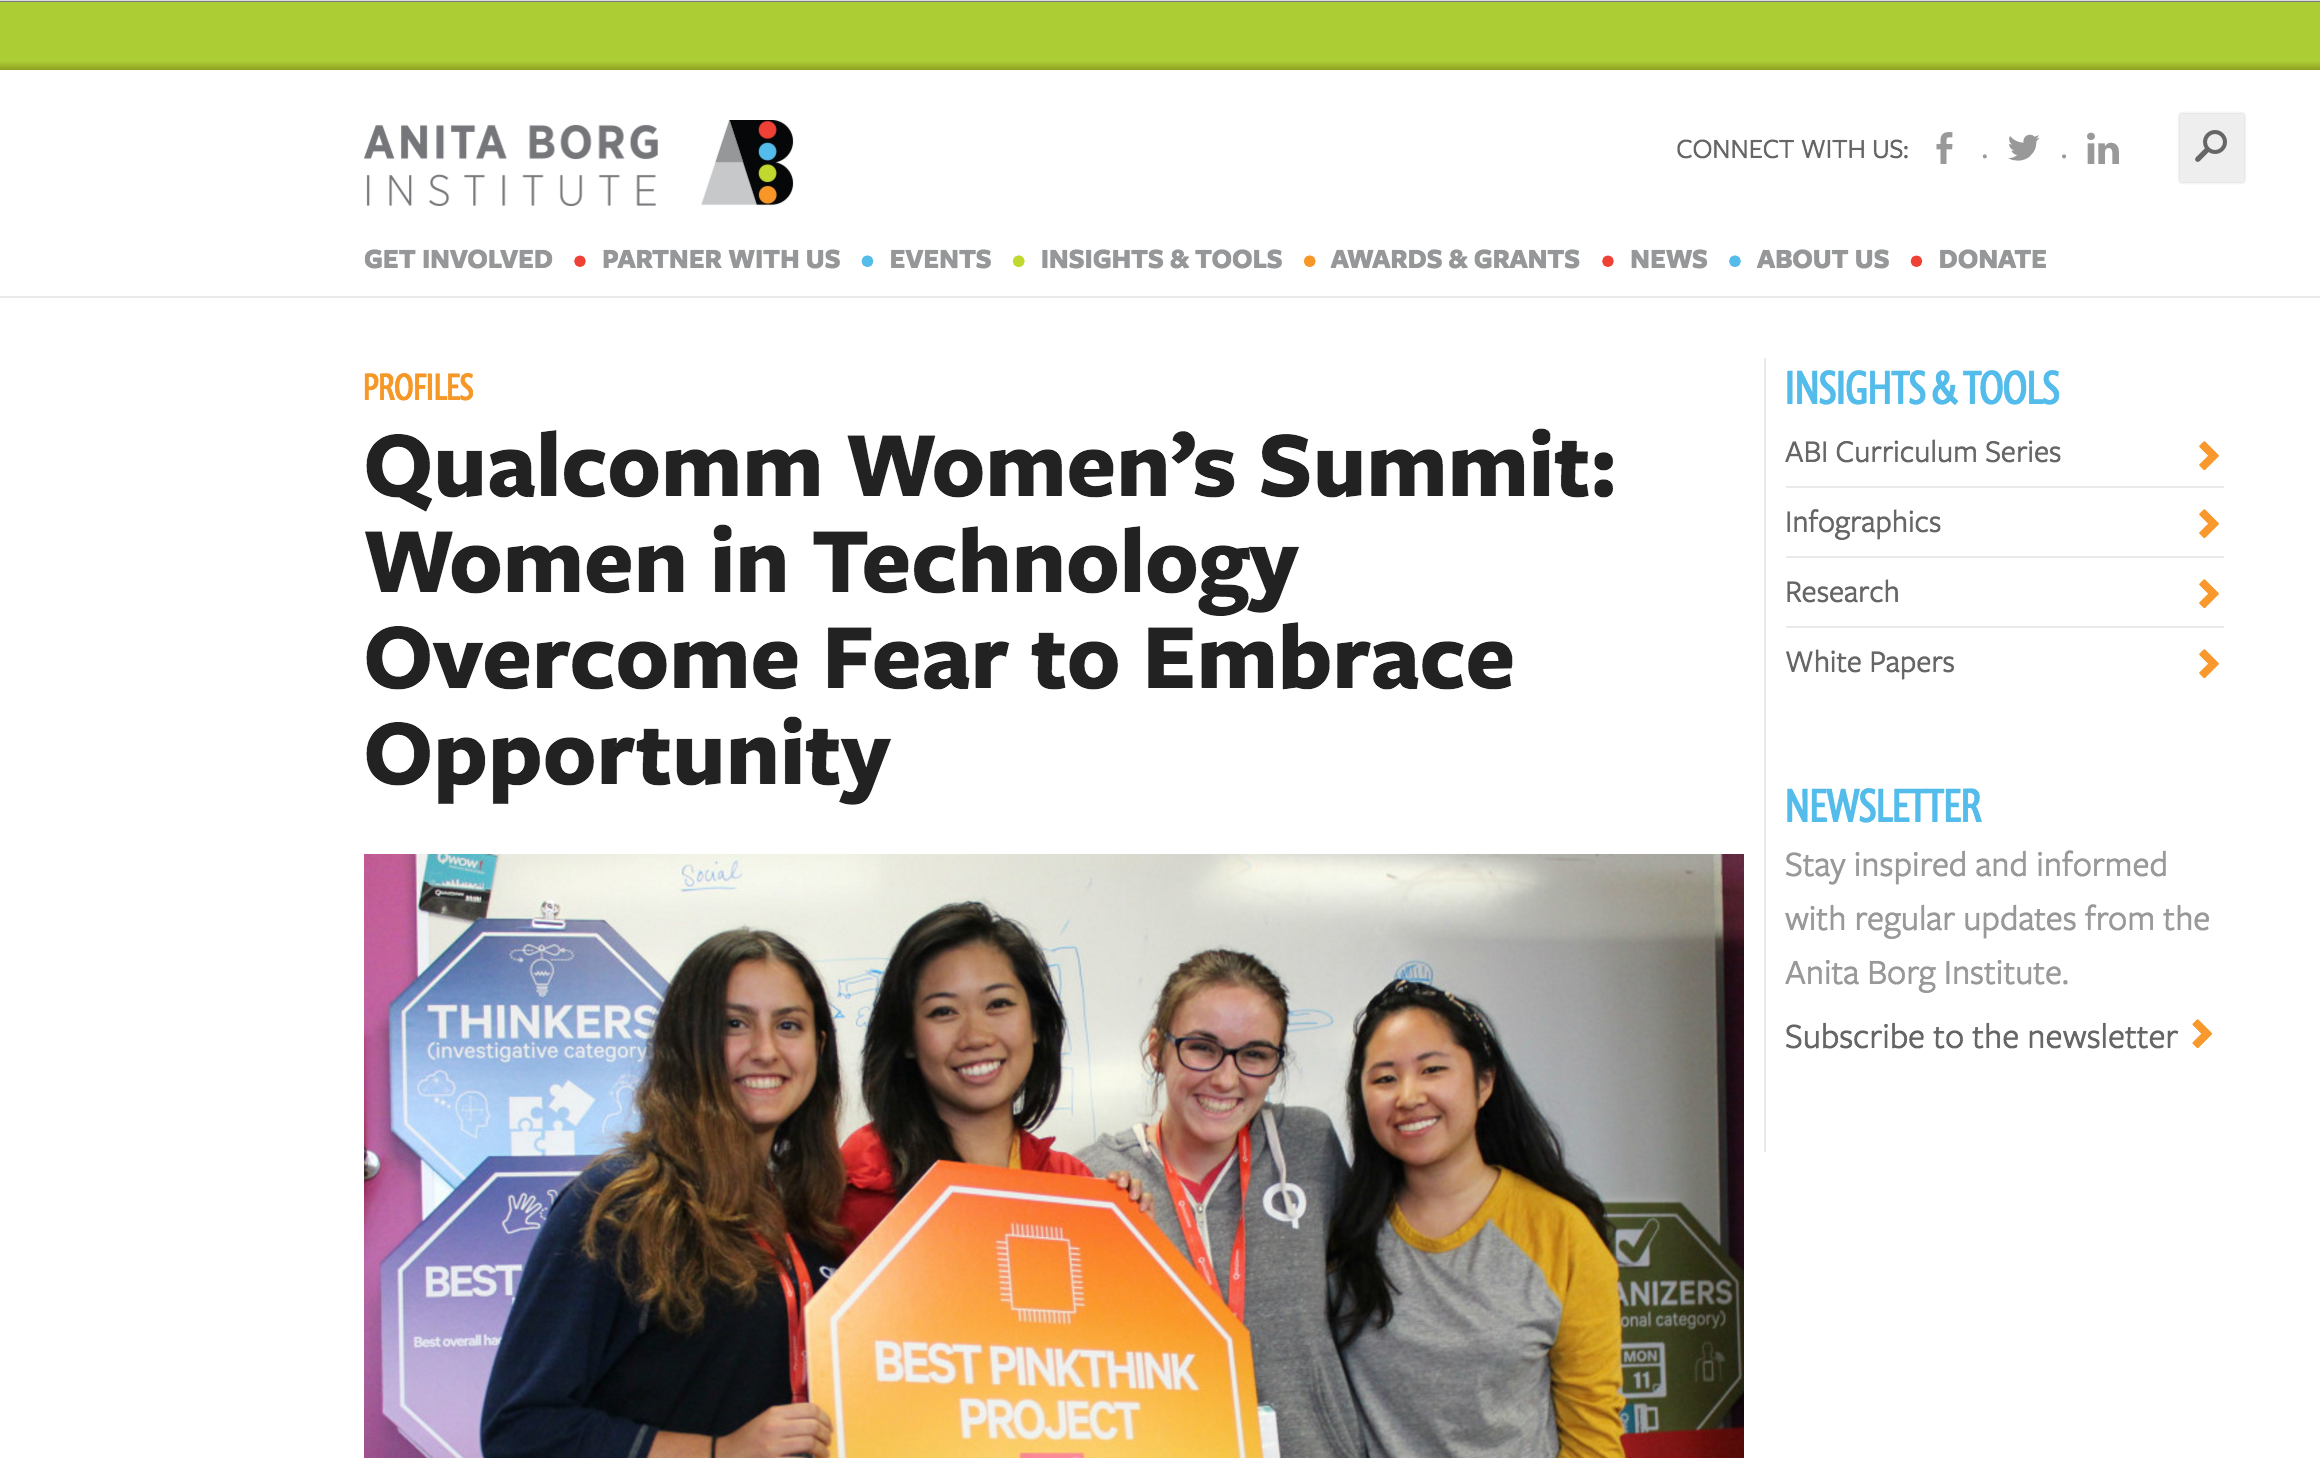 ANITA BORG
INSTITUTE
CONNECT WITH US:
GET INVOLVED • PARTNER WITH US • EVENTS • INSIGHTS & TOOLS • AWARDS & GRANTS • NEWS • ABOUT US • DONATE
PROFILES
Qualcomm Women’s Summit:
Women in Technology
Overcome Fear to Embrace
Opportunity
INSIGHTS & TOOLS
ABI Curriculum Series
Infographics
Research
White Papers
NEWSLETTER
Stay inspired and informed
with regular updates from the
Anita Borg Institute.
Subscribe to the newsletter
Qwow!
Social
THINKERS
(investigative category
BEST
Best overall ha
BEST PINKTHINK
PROJECT
ANIZERS
onal category)
MON
11